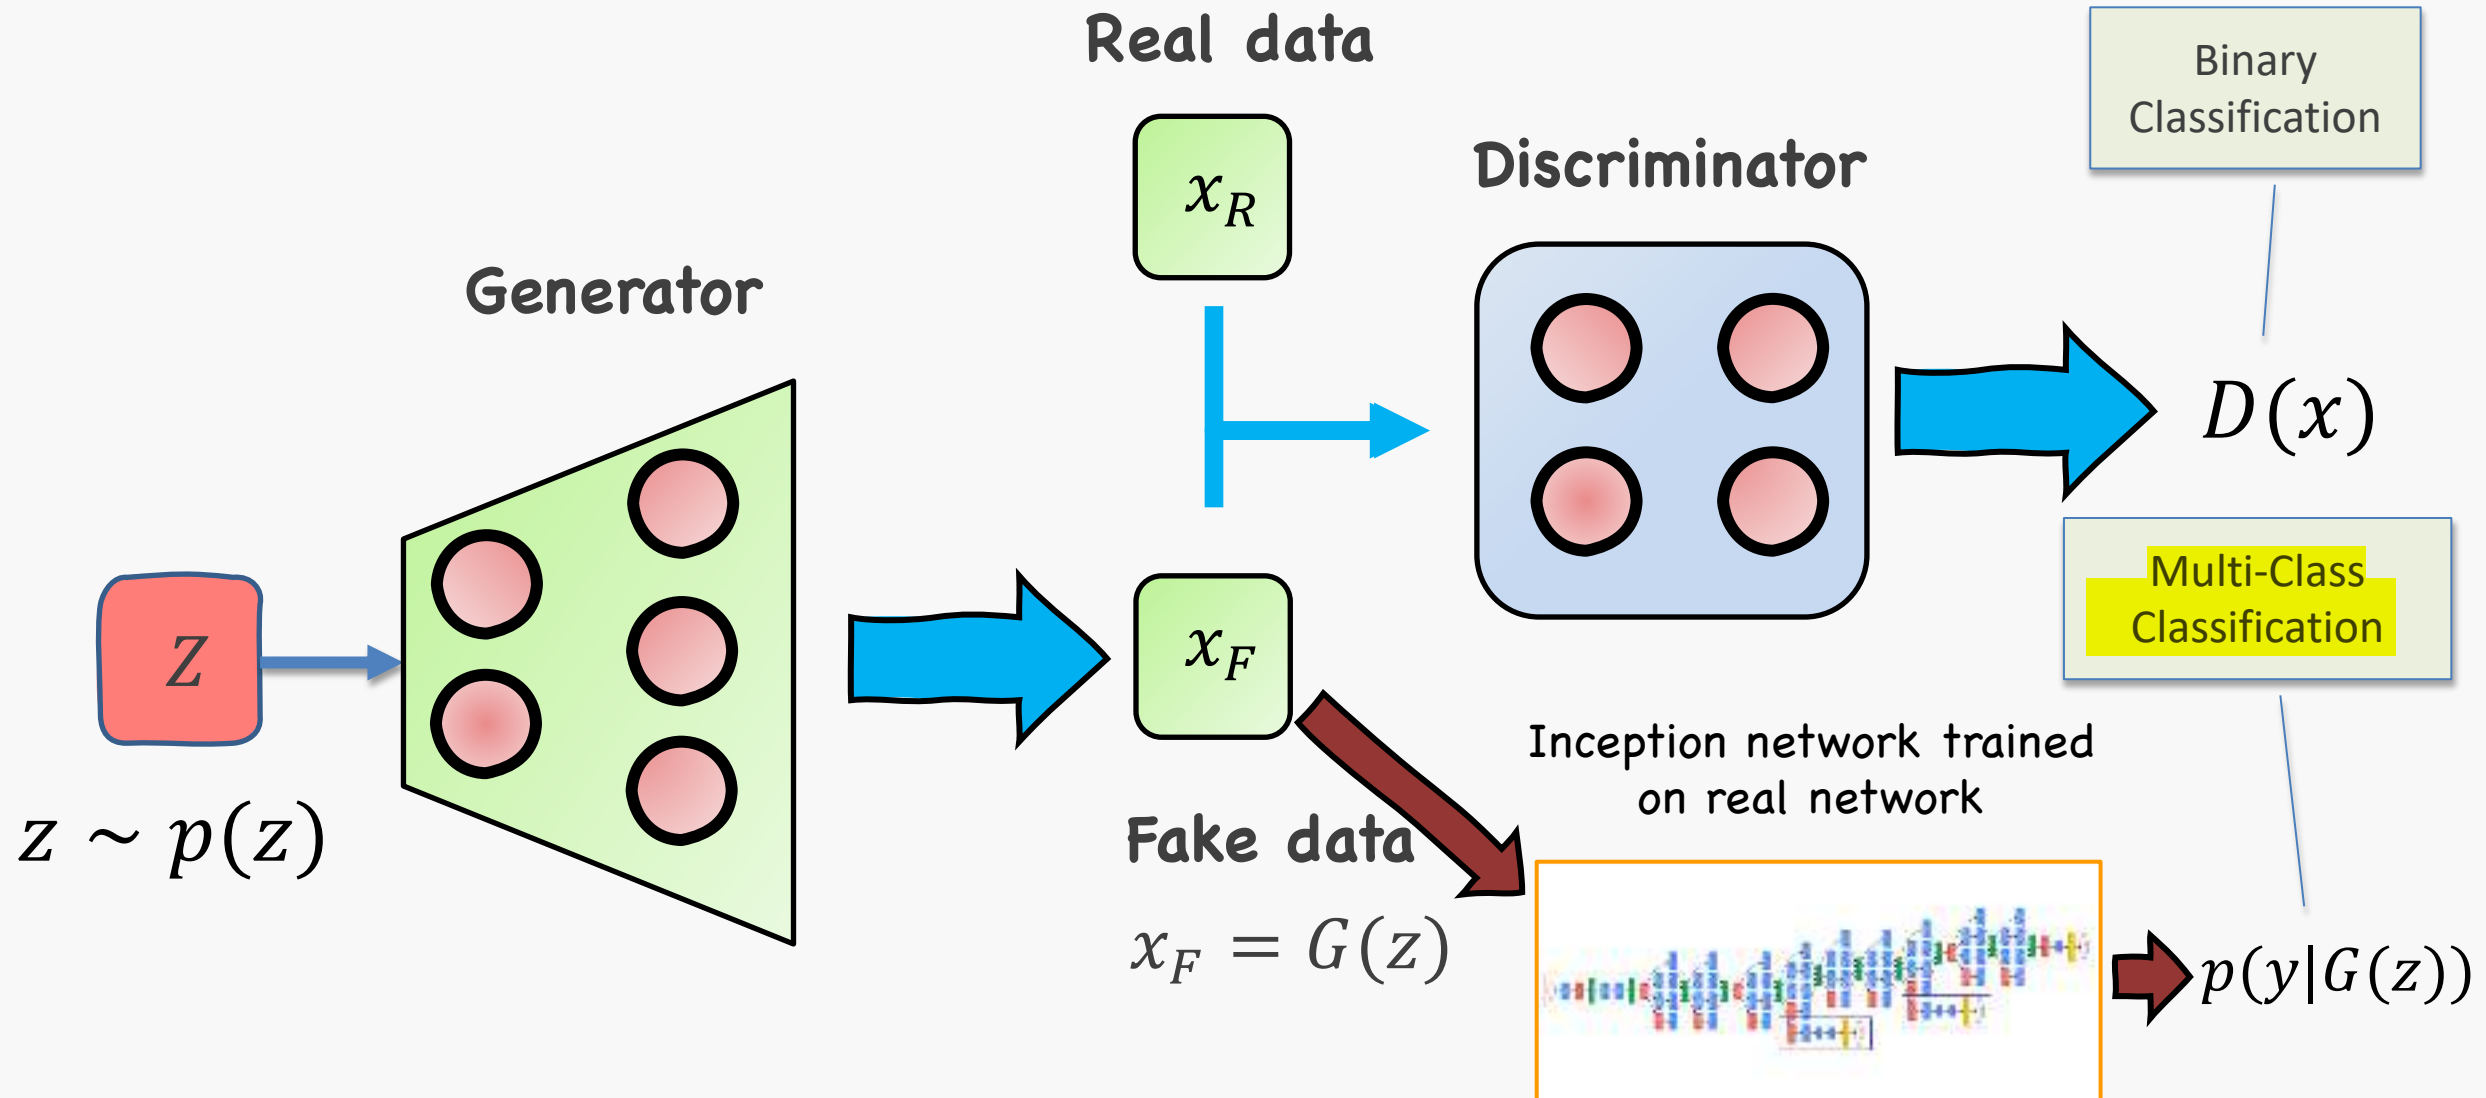 Real data
Binary
Classification
x_R
Discriminator
Generator
D(x)
Multi-Class
Classification
Z
x_F
Inception network trained
on real network
z ~ p(z)
Fake data
x_F = G(z)
p(y|G(z))